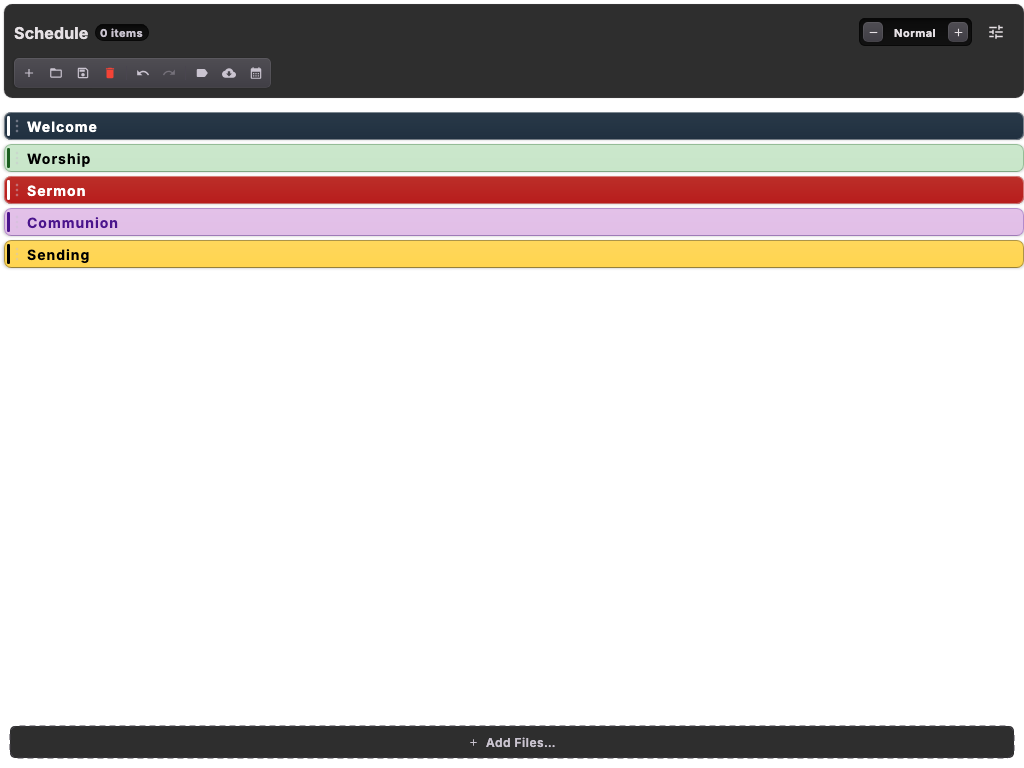 Schedule 0 items
Normal
Welcome
Worship
Sermon
Communion
Sending
Add Files...